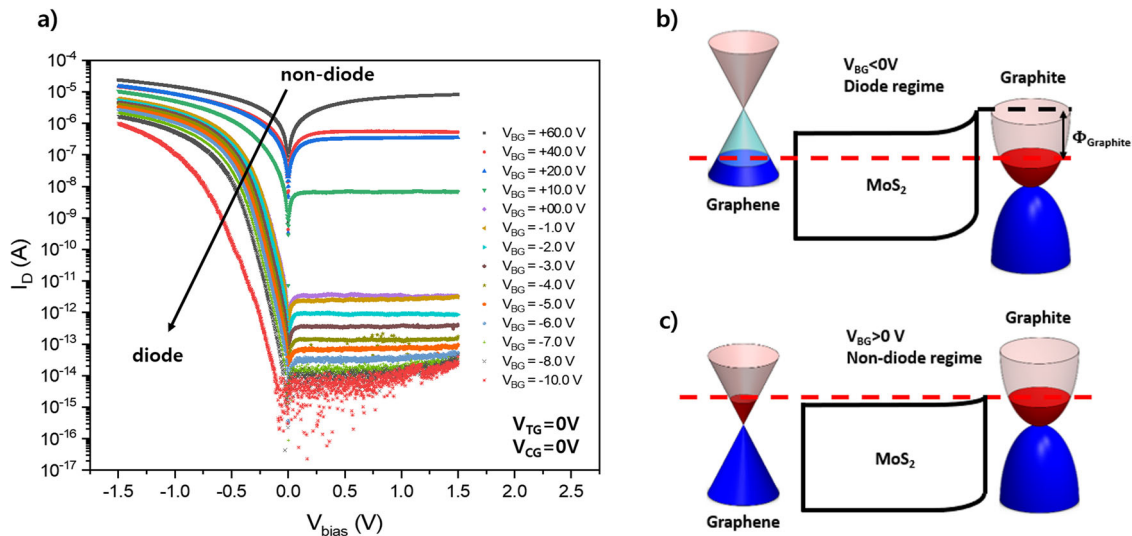 a)
10⁻⁴
10⁻⁵
10⁻⁶
10⁻⁷
10⁻⁸
10⁻⁹
10⁻¹⁰
10⁻¹¹
10⁻¹²
10⁻¹³
10⁻¹⁴
10⁻¹⁵
10⁻¹⁶
10⁻¹⁷
I_D (A)
non-diode
diode
V_BG = +60.0 V
V_BG = +40.0 V
V_BG = +20.0 V
V_BG = +10.0 V
V_BG = +00.0 V
V_BG = -1.0 V
V_BG = -2.0 V
V_BG = -3.0 V
V_BG = -4.0 V
V_BG = -5.0 V
V_BG = -6.0 V
V_BG = -7.0 V
V_BG = -8.0 V
V_BG = -10.0 V
V_TG=0V
V_CG=0V
-1.5 -1.0 -0.5 0.0 0.5 1.0 1.5 2.0 2.5
V_bias (V)
b)
V_BG<0V
Diode regime
Graphite
Φ_Graphite
MoS₂
Graphene
c)
V_BG>0 V
Non-diode regime
Graphite
MoS₂
Graphene